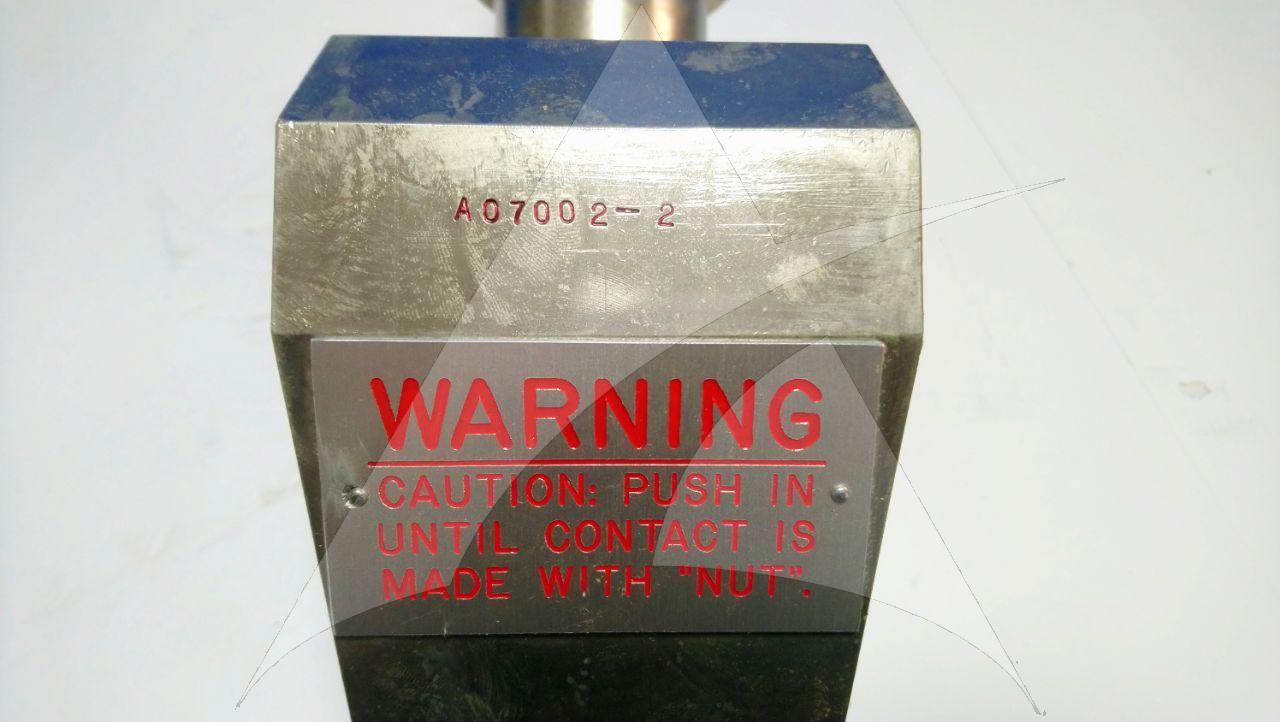 A07002-2
WARNING
CAUTION: PUSH IN
UNTIL CONTACT IS
MADE WITH "NUT".